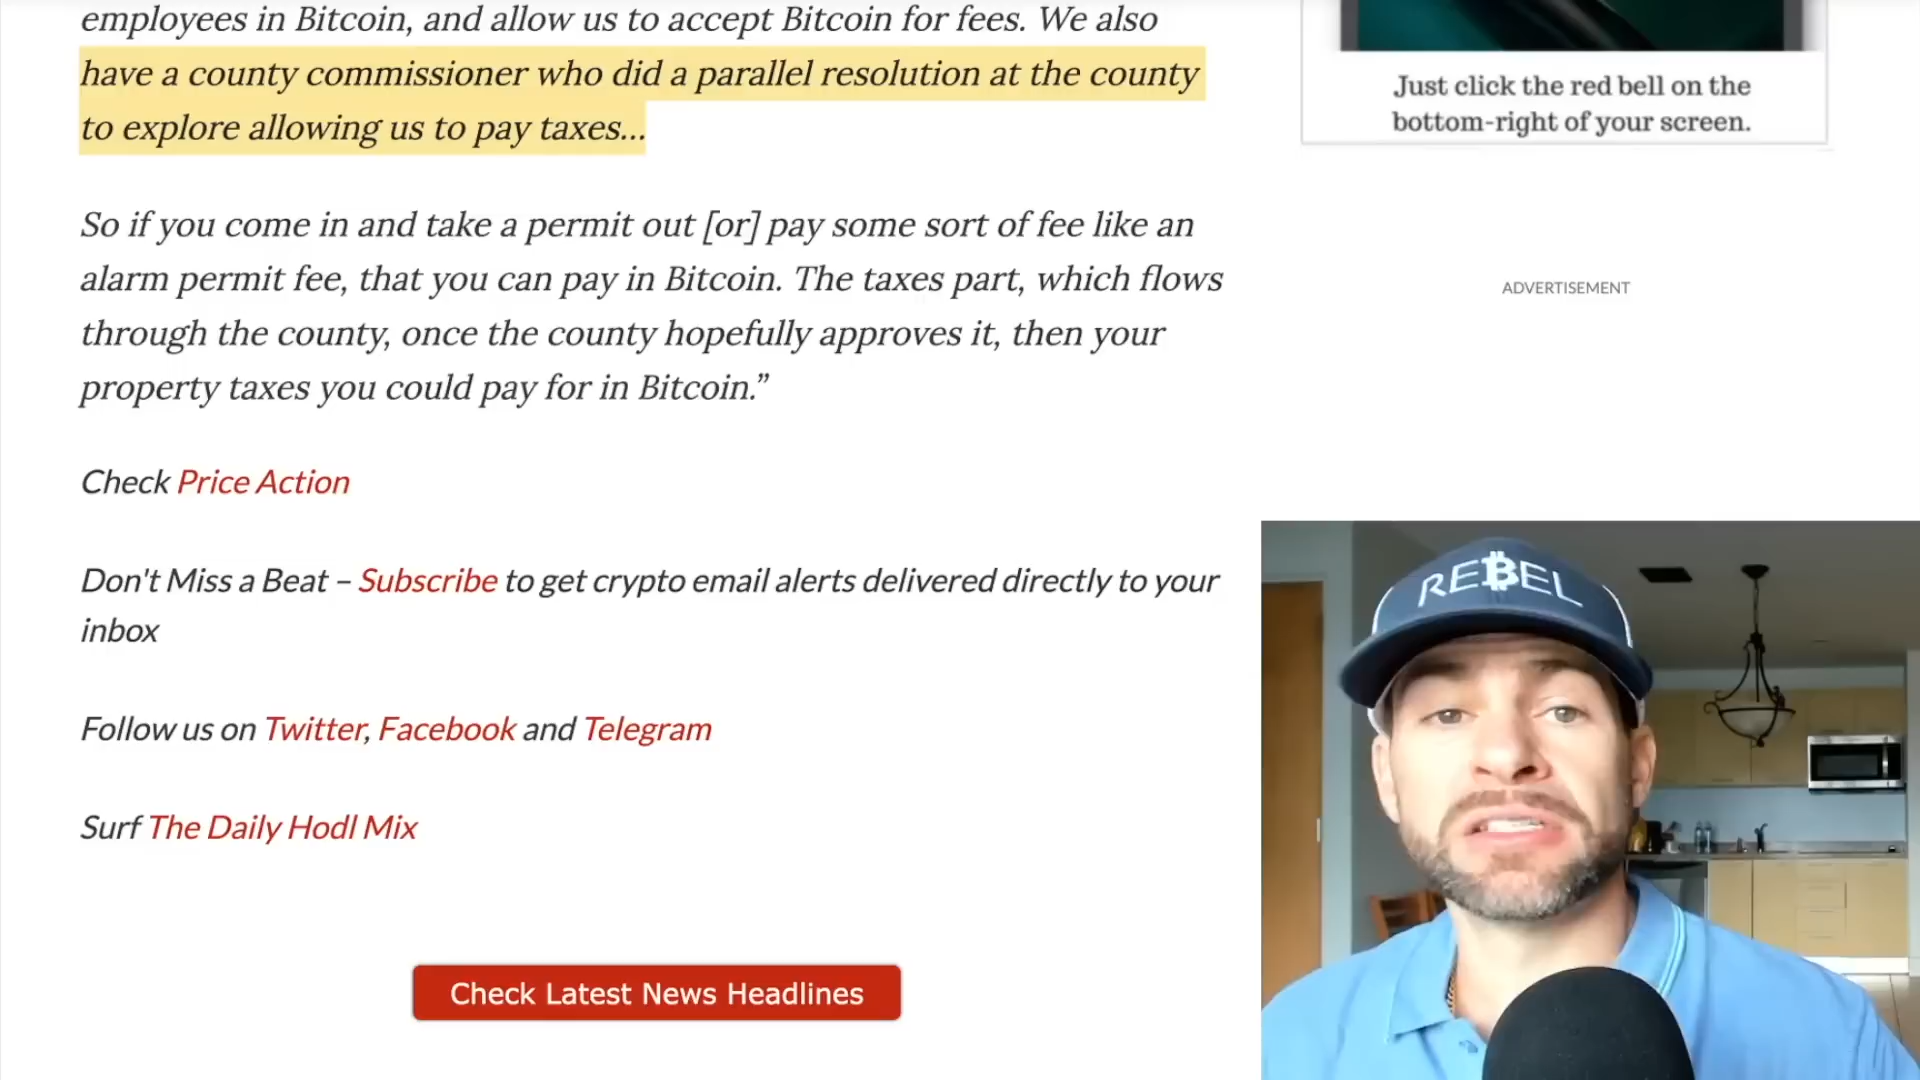 employees in Bitcoin, and allow us to accept Bitcoin for fees. We also
have a county commissioner who did a parallel resolution at the county
to explore allowing us to pay taxes…
So if you come in and take a permit out [or] pay some sort of fee like an
alarm permit fee, that you can pay in Bitcoin. The taxes part, which flows
through the county, once the county hopefully approves it, then your
property taxes you could pay for in Bitcoin.”
Check Price Action
Don't Miss a Beat – Subscribe to get crypto email alerts delivered directly to your
inbox
Follow us on Twitter, Facebook and Telegram
Surf The Daily Hodl Mix
Check Latest News Headlines
Just click the red bell on the
bottom-right of your screen.
ADVERTISEMENT
RE₿EL